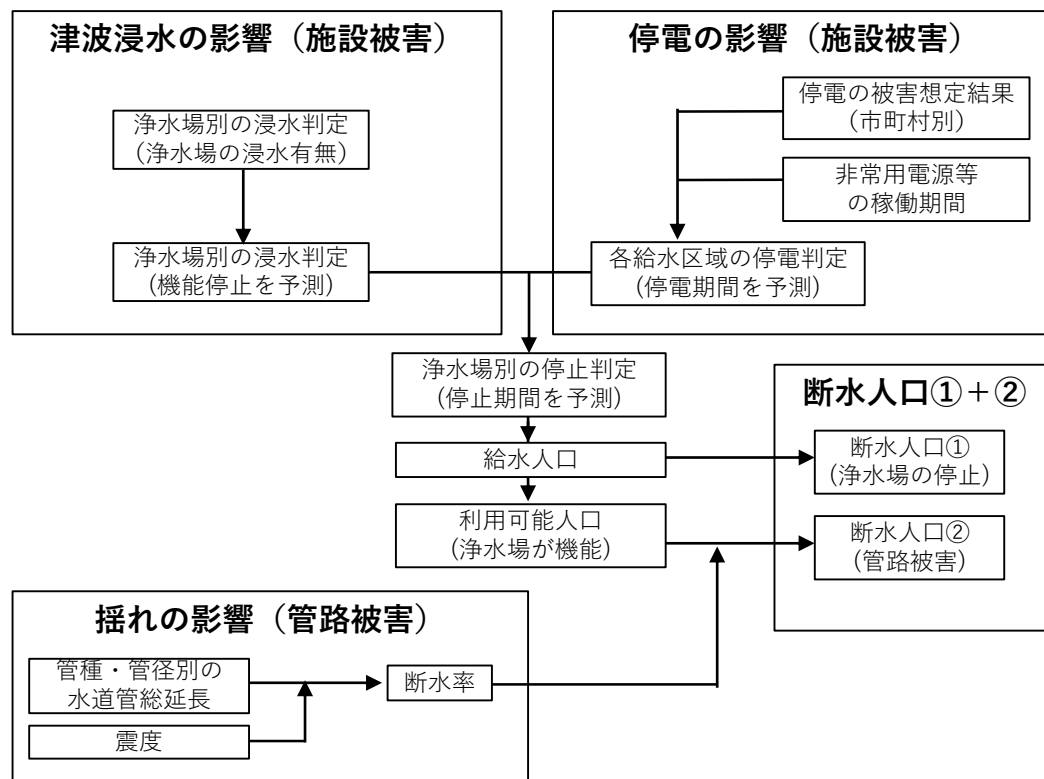 津波浸水の影響（施設被害）
浄水場別の浸水判定
(浄水場の浸水有無)
浄水場別の浸水判定
(機能停止を予測)
停電の影響（施設被害）
停電の被害想定結果
(市町村別)
非常用電源等
の稼働期間
各給水区域の停電判定
(停電期間を予測)
浄水場別の停止判定
(停止期間を予測)
給水人口
利用可能人口
(浄水場が機能)
断水人口①＋②
断水人口①
(浄水場の停止)
断水人口②
(管路被害)
揺れの影響（管路被害）
管種・管径別の
水道管総延長
震度
断水率